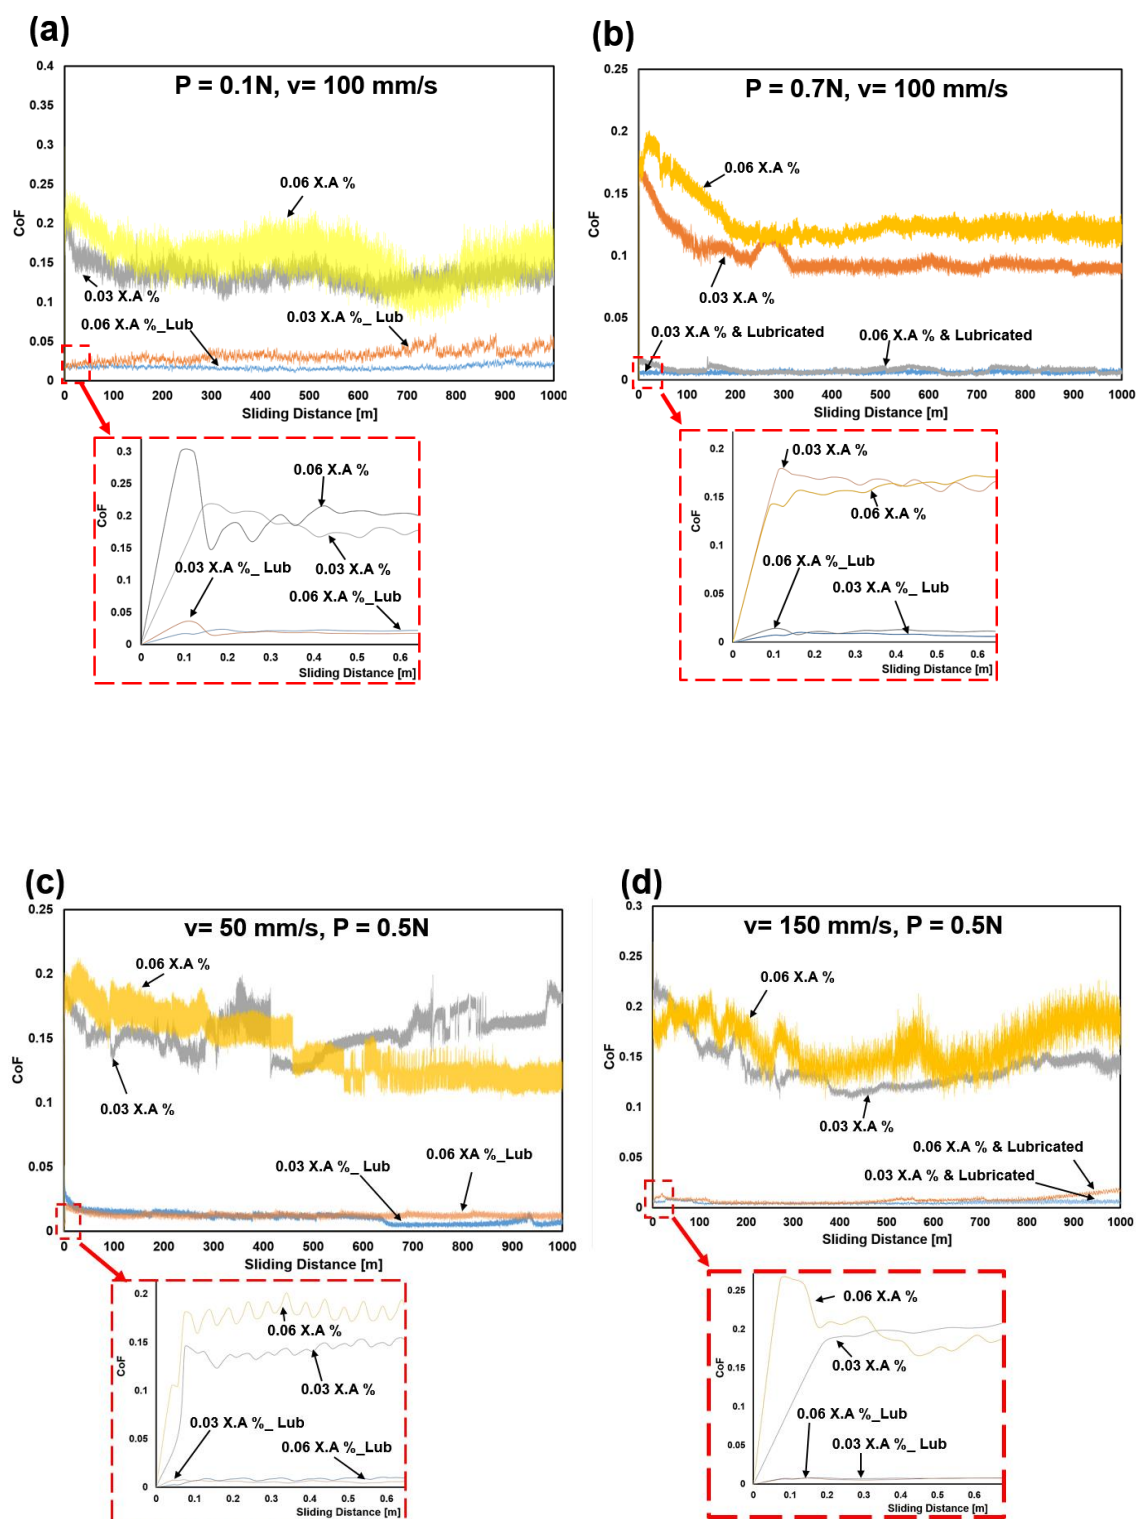 (a)
P = 0.1N, v= 100 mm/s
0.4
0.35
0.3
0.25
0.2
0.15
0.1
0.05
0
CoF
0.06 X.A %
0.03 X.A %
0.06 X.A %_Lub
0.03 X.A %_ Lub
0 100 200 300 400 500 600 700 800 900 1000
Sliding Distance [m]
0.3
0.25
0.2
0.15
0.1
0.05
0
CoF
0.06 X.A %
0.03 X.A %_ Lub
0.03 X.A %
0.06 X.A %_Lub
0 0.1 0.2 0.3 0.4 0.5 0.6
Sliding Distance [m]
(b)
P = 0.7N, v= 100 mm/s
0.25
0.2
0.15
0.1
0.05
0
CoF
0.06 X.A %
0.03 X.A %
0.03 X.A % & Lubricated
0.06 X.A % & Lubricated
0 100 200 300 400 500 600 700 800 900 1000
Sliding Distance [m]
0.2
0.15
0.1
0.05
0
CoF
0.03 X.A %
0.06 X.A %
0.06 X.A %_Lub
0.03 X.A %_ Lub
0 0.1 0.2 0.3 0.4 0.5 0.6
Sliding Distance [m]
(c)
v= 50 mm/s, P = 0.5N
0.25
0.2
0.15
0.1
0.05
0
CoF
0.06 X.A %
0.03 X.A %
0.03 X.A %_Lub
0.06 XA %_Lub
0 100 200 300 400 500 600 700 800 900 1000
Sliding Distance [m]
0.2
0.15
0.1
0.05
0
CoF
0.06 X.A %
0.03 X.A %
0.03 X.A %_ Lub
0.06 X.A %_Lub
0 0.1 0.2 0.3 0.4 0.5 0.6
Sliding Distance [m]
(d)
v= 150 mm/s, P = 0.5N
0.3
0.25
0.2
0.15
0.1
0.05
0
CoF
0.06 X.A %
0.03 X.A %
0.06 X.A % & Lubricated
0.03 X.A % & Lubricated
0 100 200 300 400 500 600 700 800 900 1000
Sliding Distance [m]
0.25
0.2
0.15
0.1
0.05
0
CoF
0.06 X.A %
0.03 X.A %
0.06 X.A %_Lub
0.03 X.A %_ Lub
0 0.1 0.2 0.3 0.4 0.5 0.6
Sliding Distance [m]